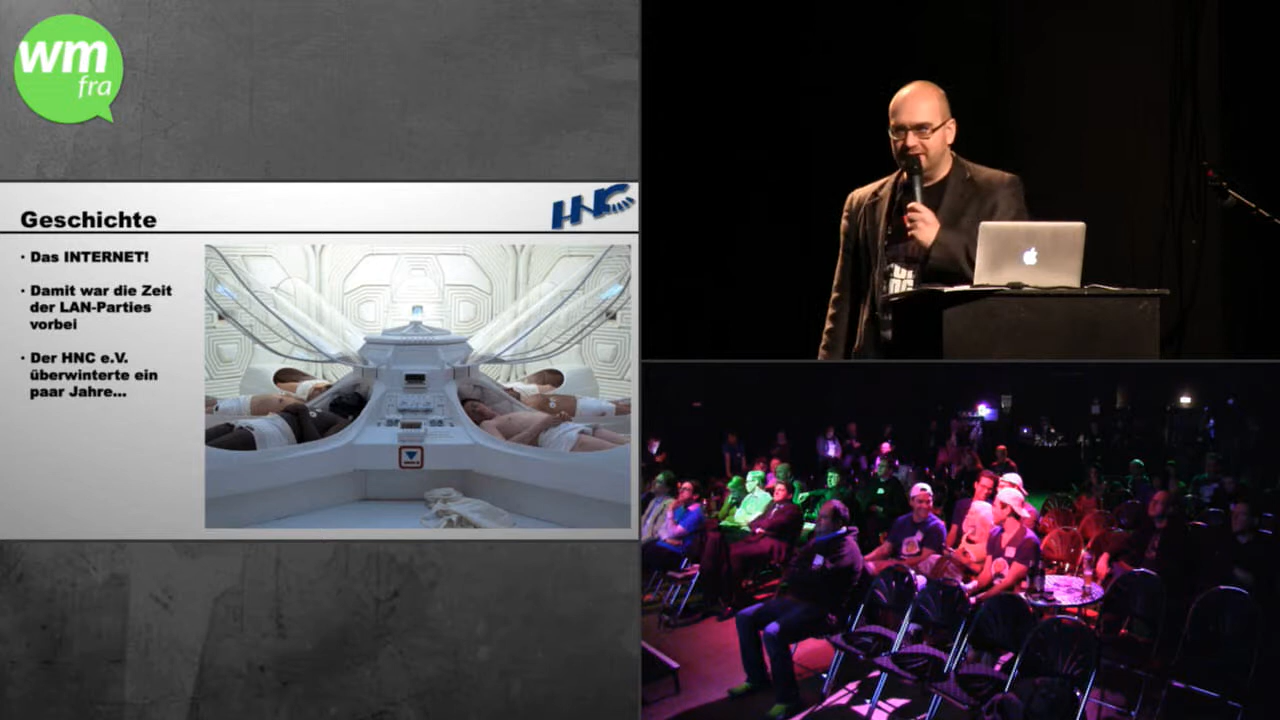 wm
fra
HNC
Geschichte
· Das INTERNET!
· Damit war die Zeit
der LAN-Parties
vorbei
· Der HNC e.V.
überwinterte ein
paar Jahre...